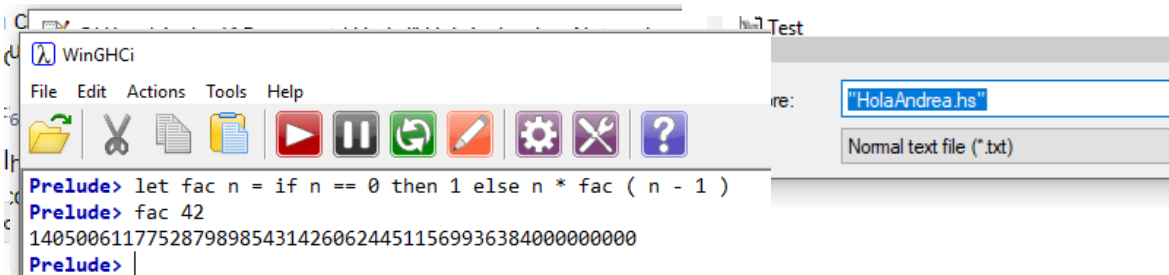 WinGHCi
File Edit Actions Tools Help
Prelude> let fac n = if n == 0 then 1 else n * fac ( n - 1 )
Prelude> fac 42
1405006117752879898543142606244511569936384000000000
Prelude>
Test
"HolaAndrea.hs"
Normal text file (*.txt)